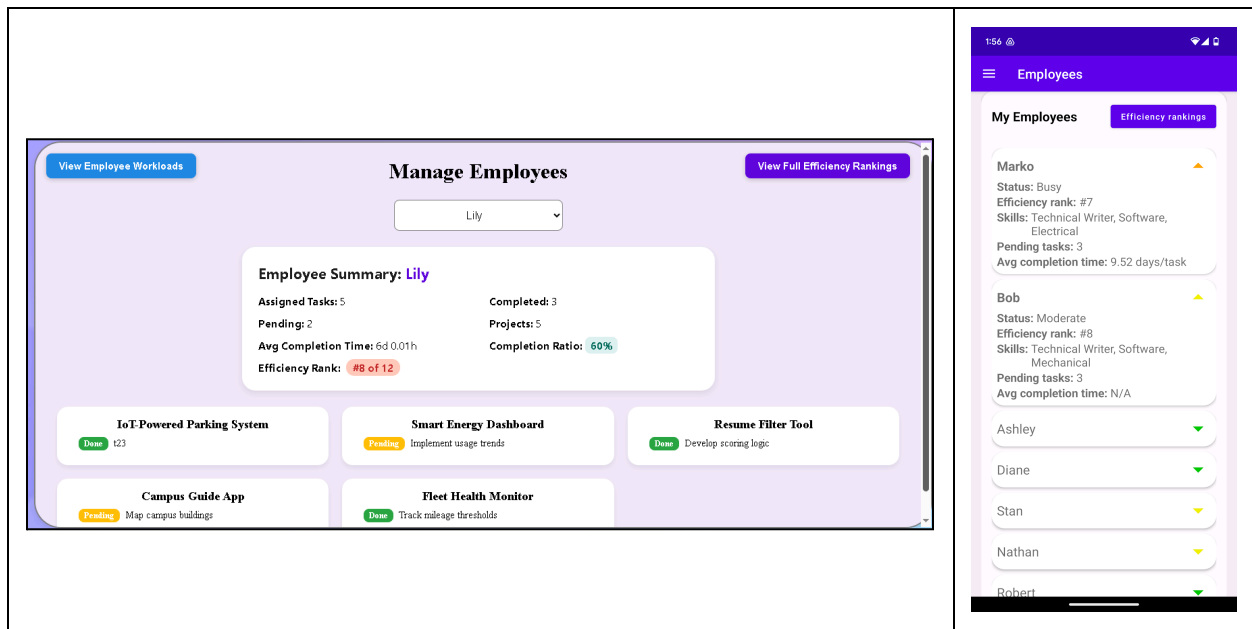 View Employee Workloads
Manage Employees
View Full Efficiency Rankings
Lily
Employee Summary: Lily
Assigned Tasks: 5
Completed: 3
Pending: 2
Projects: 5
Avg Completion Time: 6d 0.01h
Completion Ratio: 60%
Efficiency Rank: #8 of 12
IoT-Powered Parking System
Done t23
Smart Energy Dashboard
Pending Implement usage trends
Resume Filter Tool
Done Develop scoring logic
Campus Guide App
Pending Map campus buildings
Fleet Health Monitor
Done Track mileage thresholds
1:56
Employees
My Employees
Efficiency rankings
Marko
Status: Busy
Efficiency rank: #7
Skills: Technical Writer, Software,
Electrical
Pending tasks: 3
Avg completion time: 9.52 days/task
Bob
Status: Moderate
Efficiency rank: #8
Skills: Technical Writer, Software,
Mechanical
Pending tasks: 3
Avg completion time: N/A
Ashley
Diane
Stan
Nathan
Robert